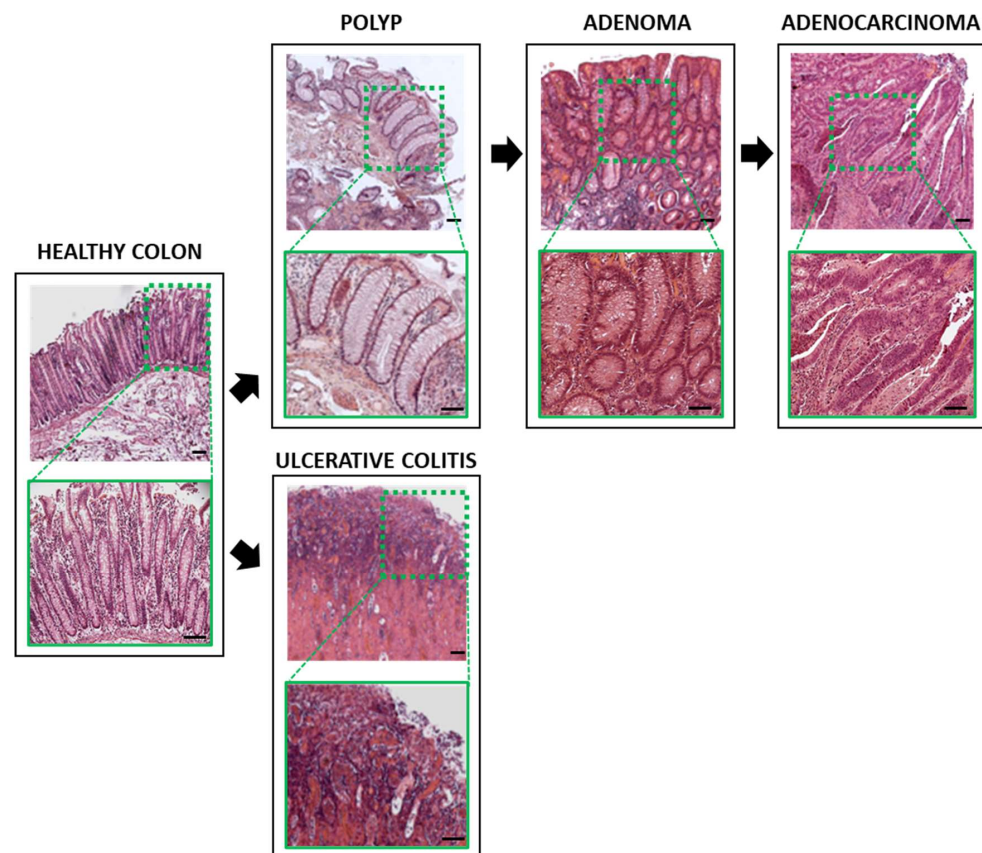 POLYP
ADENOMA
ADENOCARCINOMA
HEALTHY COLON
ULCERATIVE COLITIS